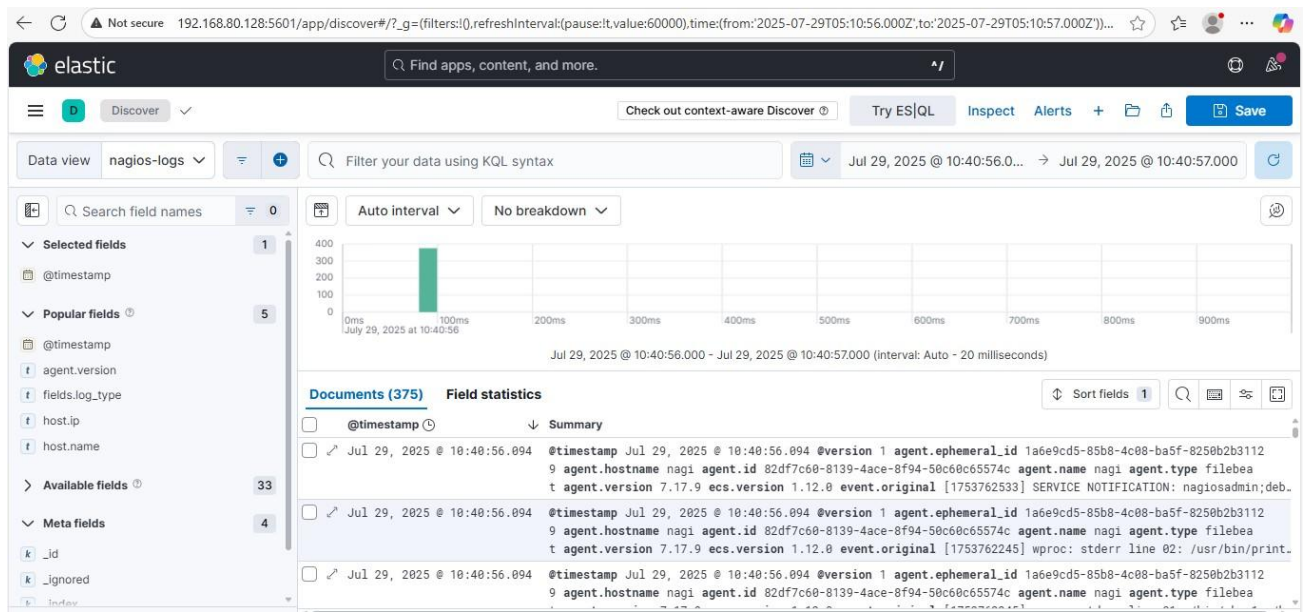 Not secure 192.168.80.128:5601/app/discover#/?_g=(filters:!(),refreshInterval:(pause:!t,value:60000),time:(from:'2025-07-29T05:10:56.000Z',to:'2025-07-29T05:10:57.000Z'))...
elastic Find apps, content, and more. ^/
D Discover Check out context-aware Discover Try ES|QL Inspect Alerts + Save
Data view nagios-logs Filter your data using KQL syntax Jul 29, 2025 @ 10:40:56.0... → Jul 29, 2025 @ 10:40:57.000
Search field names 0
Auto interval No breakdown
Selected fields 1
@timestamp
Popular fields 5
@timestamp
t agent.version
t fields.log_type
t host.ip
t host.name
Available fields 33
Meta fields 4
k _id
k _ignored
k _index
400
300
200
100
0
0ms 100ms 200ms 300ms 400ms 500ms 600ms 700ms 800ms 900ms
July 29, 2025 at 10:40:56
Jul 29, 2025 @ 10:40:56.000 - Jul 29, 2025 @ 10:40:57.000 (interval: Auto - 20 milliseconds)
Documents (375) Field statistics Sort fields 1
@timestamp Summary
Jul 29, 2025 @ 10:40:56.094 @timestamp Jul 29, 2025 @ 10:40:56.094 @version 1 agent.ephemeral_id 1a6e9cd5-85b8-4c08-ba5f-8250b2b3112
9 agent.hostname nagi agent.id 82df7c60-8139-4ace-8f94-50c60c65574c agent.name nagi agent.type filebea
t agent.version 7.17.9 ecs.version 1.12.0 event.original [1753762533] SERVICE NOTIFICATION: nagiosadmin;deb…
Jul 29, 2025 @ 10:40:56.094 @timestamp Jul 29, 2025 @ 10:40:56.094 @version 1 agent.ephemeral_id 1a6e9cd5-85b8-4c08-ba5f-8250b2b3112
9 agent.hostname nagi agent.id 82df7c60-8139-4ace-8f94-50c60c65574c agent.name nagi agent.type filebea
t agent.version 7.17.9 ecs.version 1.12.0 event.original [1753762245] wproc: stderr line 02: /usr/bin/print…
Jul 29, 2025 @ 10:40:56.094 @timestamp Jul 29, 2025 @ 10:40:56.094 @version 1 agent.ephemeral_id 1a6e9cd5-85b8-4c08-ba5f-8250b2b3112
9 agent.hostname nagi agent.id 82df7c60-8139-4ace-8f94-50c60c65574c agent.name nagi agent.type filebea